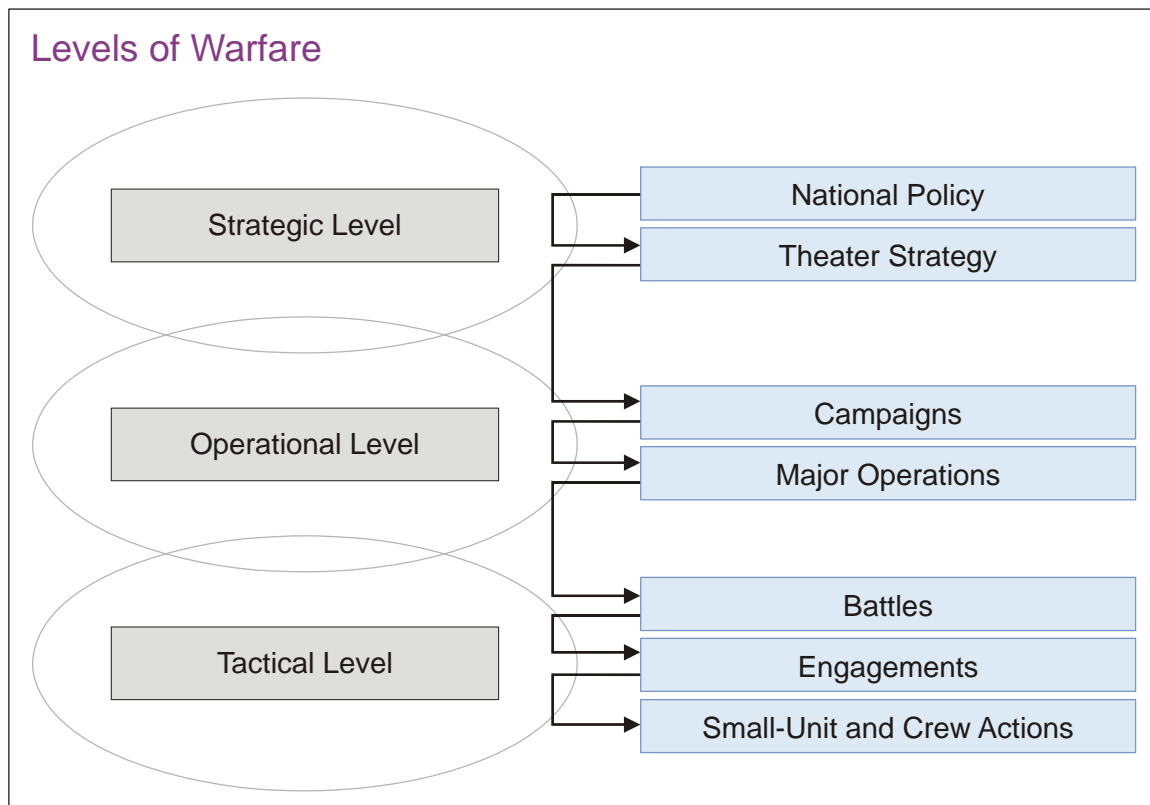 Levels of Warfare
Strategic Level
National Policy
Theater Strategy
Operational Level
Campaigns
Major Operations
Tactical Level
Battles
Engagements
Small-Unit and Crew Actions